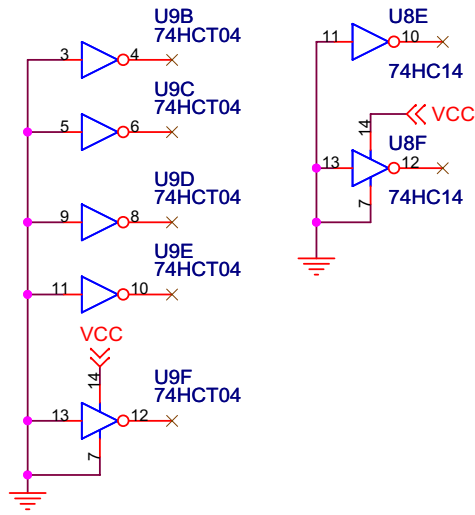 U9B
74HCT04
3 4
U9C
74HCT04
5 6
U9D
74HCT04
9 8
U9E
74HCT04
11 10
VCC
14
U9F
74HCT04
13 12
7
U8E
11 10
74HC14
VCC
14
U8F
13 12
74HC14
7